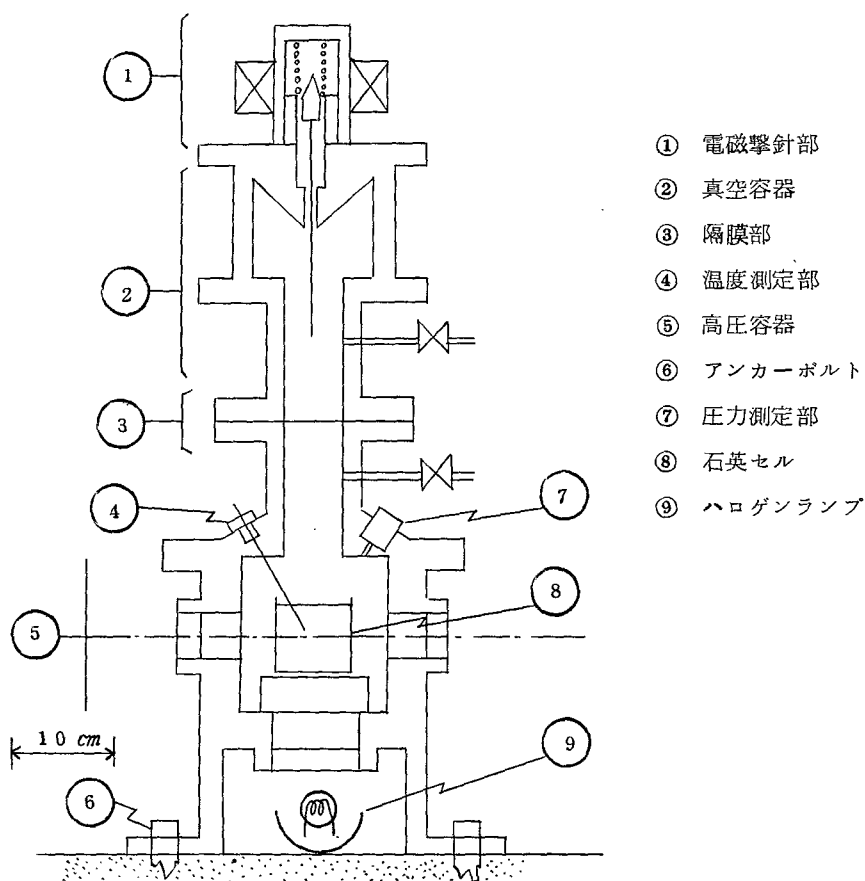 ①
②
③
④
⑤
⑥
⑦
⑧
⑨
10 cm
① 電磁撃針部
② 真空容器
③ 隔膜部
④ 温度測定部
⑤ 高圧容器
⑥ アンカーボルト
⑦ 圧力測定部
⑧ 石英セル
⑨ ハロゲンランプ